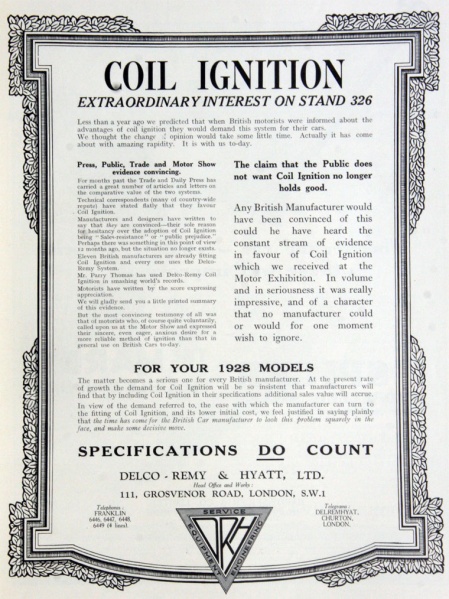 COIL IGNITION
EXTRAORDINARY INTEREST ON STAND 326
Less than a year ago we predicted that when British motorists were informed about the
advantages of coil ignition they would demand this system for their cars.
We thought the change of opinion would take some little time. Actually it has come
about with amazing rapidity. It is with us to-day.
Press, Public, Trade and Motor Show
evidence convincing.
For months past the Trade and Daily Press has
carried a great number of articles and letters on
the comparative value of the two systems.
Technical correspondents (many of country-wide
repute) have stated flatly that they favour
Coil Ignition.
Manufacturers and designers have written to
say that they are convinced—their sole reason
for hesitancy over the adoption of Coil Ignition
being "Sales-resistance" or "public prejudice."
Perhaps there was something in this point of view
12 months ago, but the situation no longer exists.
Eleven British manufacturers are already fitting
Coil Ignition and every one uses the Delco-
Remy System.
Mr. Parry Thomas has used Delco-Remy Coil
Ignition in smashing world's records.
Motorists have written by the score expressing
appreciation.
We will gladly send you a little printed summary
of this evidence.
But the most convincing testimony of all was
that of motorists who, of course quite voluntarily,
called upon us at the Motor Show and expressed
their sincere, even eager, anxious desire for a
more reliable method of ignition than that in
general use on British Cars to-day.
The claim that the Public does
not want Coil Ignition no longer
holds good.
Any British Manufacturer would
have been convinced of this
could he have heard the
constant stream of evidence
in favour of Coil Ignition
which we received at the
Motor Exhibition. In volume
and in seriousness it was really
impressive, and of a character
that no manufacturer could
or would for one moment
wish to ignore.
FOR YOUR 1928 MODELS
The matter becomes a serious one for every British manufacturer. At the present rate
of growth the demand for Coil Ignition will be so insistent that manufacturers will
find that by including Coil Ignition in their specifications additional sales value will accrue.
In view of the demand referred to, the ease with which the manufacturer can turn to
the fitting of Coil Ignition, and its lower initial cost, we feel justified in saying plainly
that the time has come for the British Car manufacturer to look this problem squarely in the
face, and make some decisive move.
SPECIFICATIONS DO COUNT
DELCO-REMY & HYATT, LTD.
Head Office and Works:
111, GROSVENOR ROAD, LONDON, S.W.1
Telephone:
FRANKLIN
6446, 6447, 6448,
6449 (4 lines).
SERVICE
EQUIPMENT
ENGINEERING
DRH
Telegrams:
DELREMHYAT,
CHURTON,
LONDON.